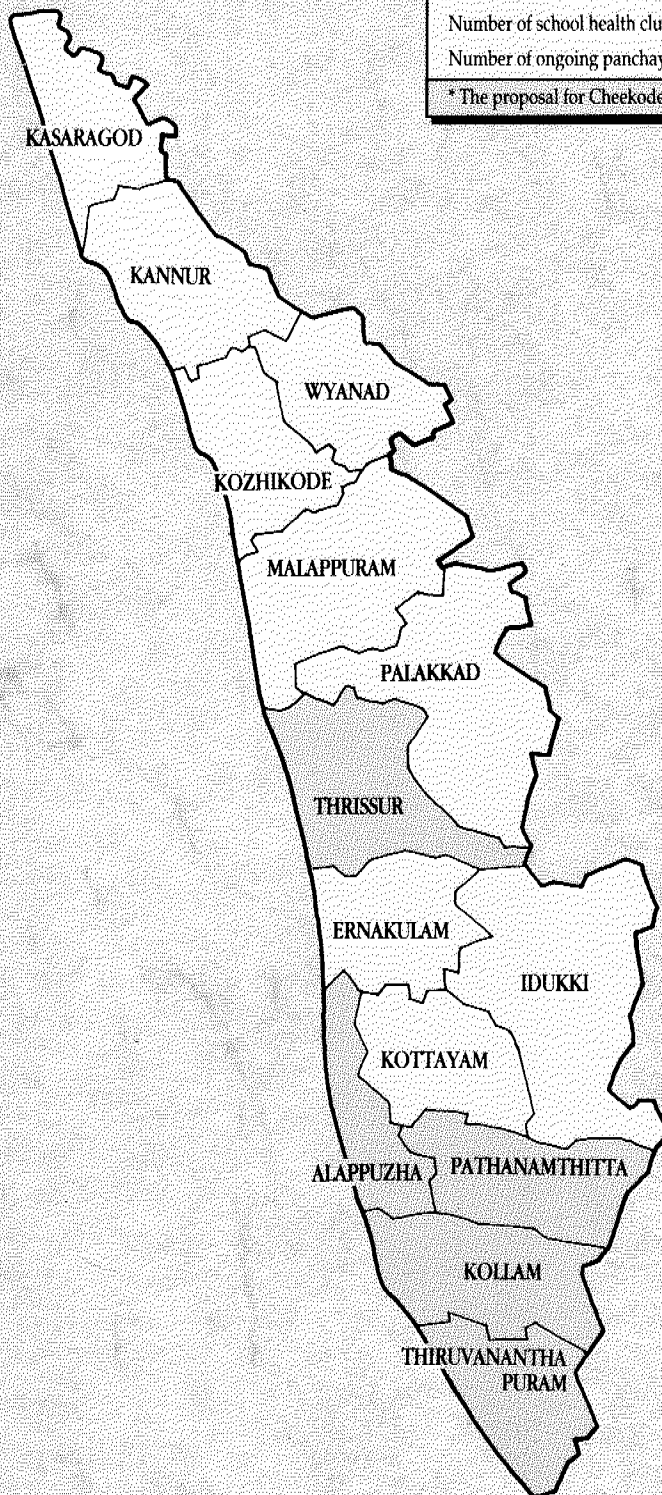 Number of school health clu
Number of ongoing panchay
* The proposal for Cheekode
KASARAGOD
KANNUR
WYANAD
KOZHIKODE
MALAPPURAM
PALAKKAD
THRISSUR
ERNAKULAM
IDUKKI
KOTTAYAM
ALAPPUZHA
PATHANAMTHITTA
KOLLAM
THIRUVANANTHA
PURAM